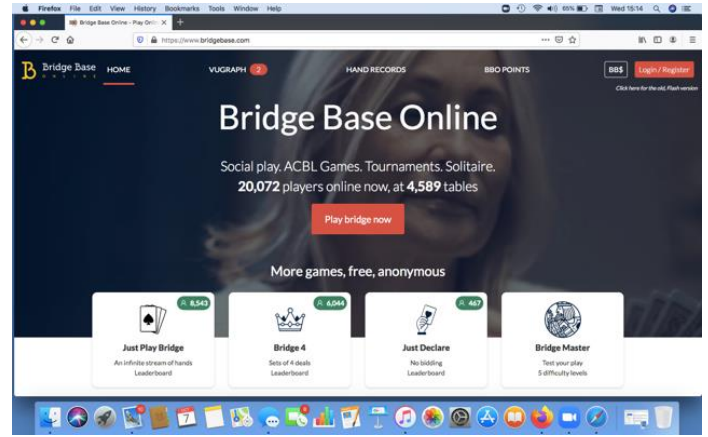 Firefox File Edit View History Bookmarks Tools Window Help 65% Wed 15:14
Bridge Base Online - Play Onlin
https://www.bridgebase.com
Bridge Base
ONLINE
HOME VUGRAPH 2 HAND RECORDS BBO POINTS BB$ Login / Register
Click here for the old, Flash version
Bridge Base Online
Social play. ACBL Games. Tournaments. Solitaire.
20,072 players online now, at 4,589 tables
Play bridge now
More games, free, anonymous
8,543 6,044 467
Just Play Bridge Bridge 4 Just Declare Bridge Master
An infinite stream of hands Sets of 4 deals No bidding Test your play
Leaderboard Leaderboard Leaderboard 5 difficulty levels
7